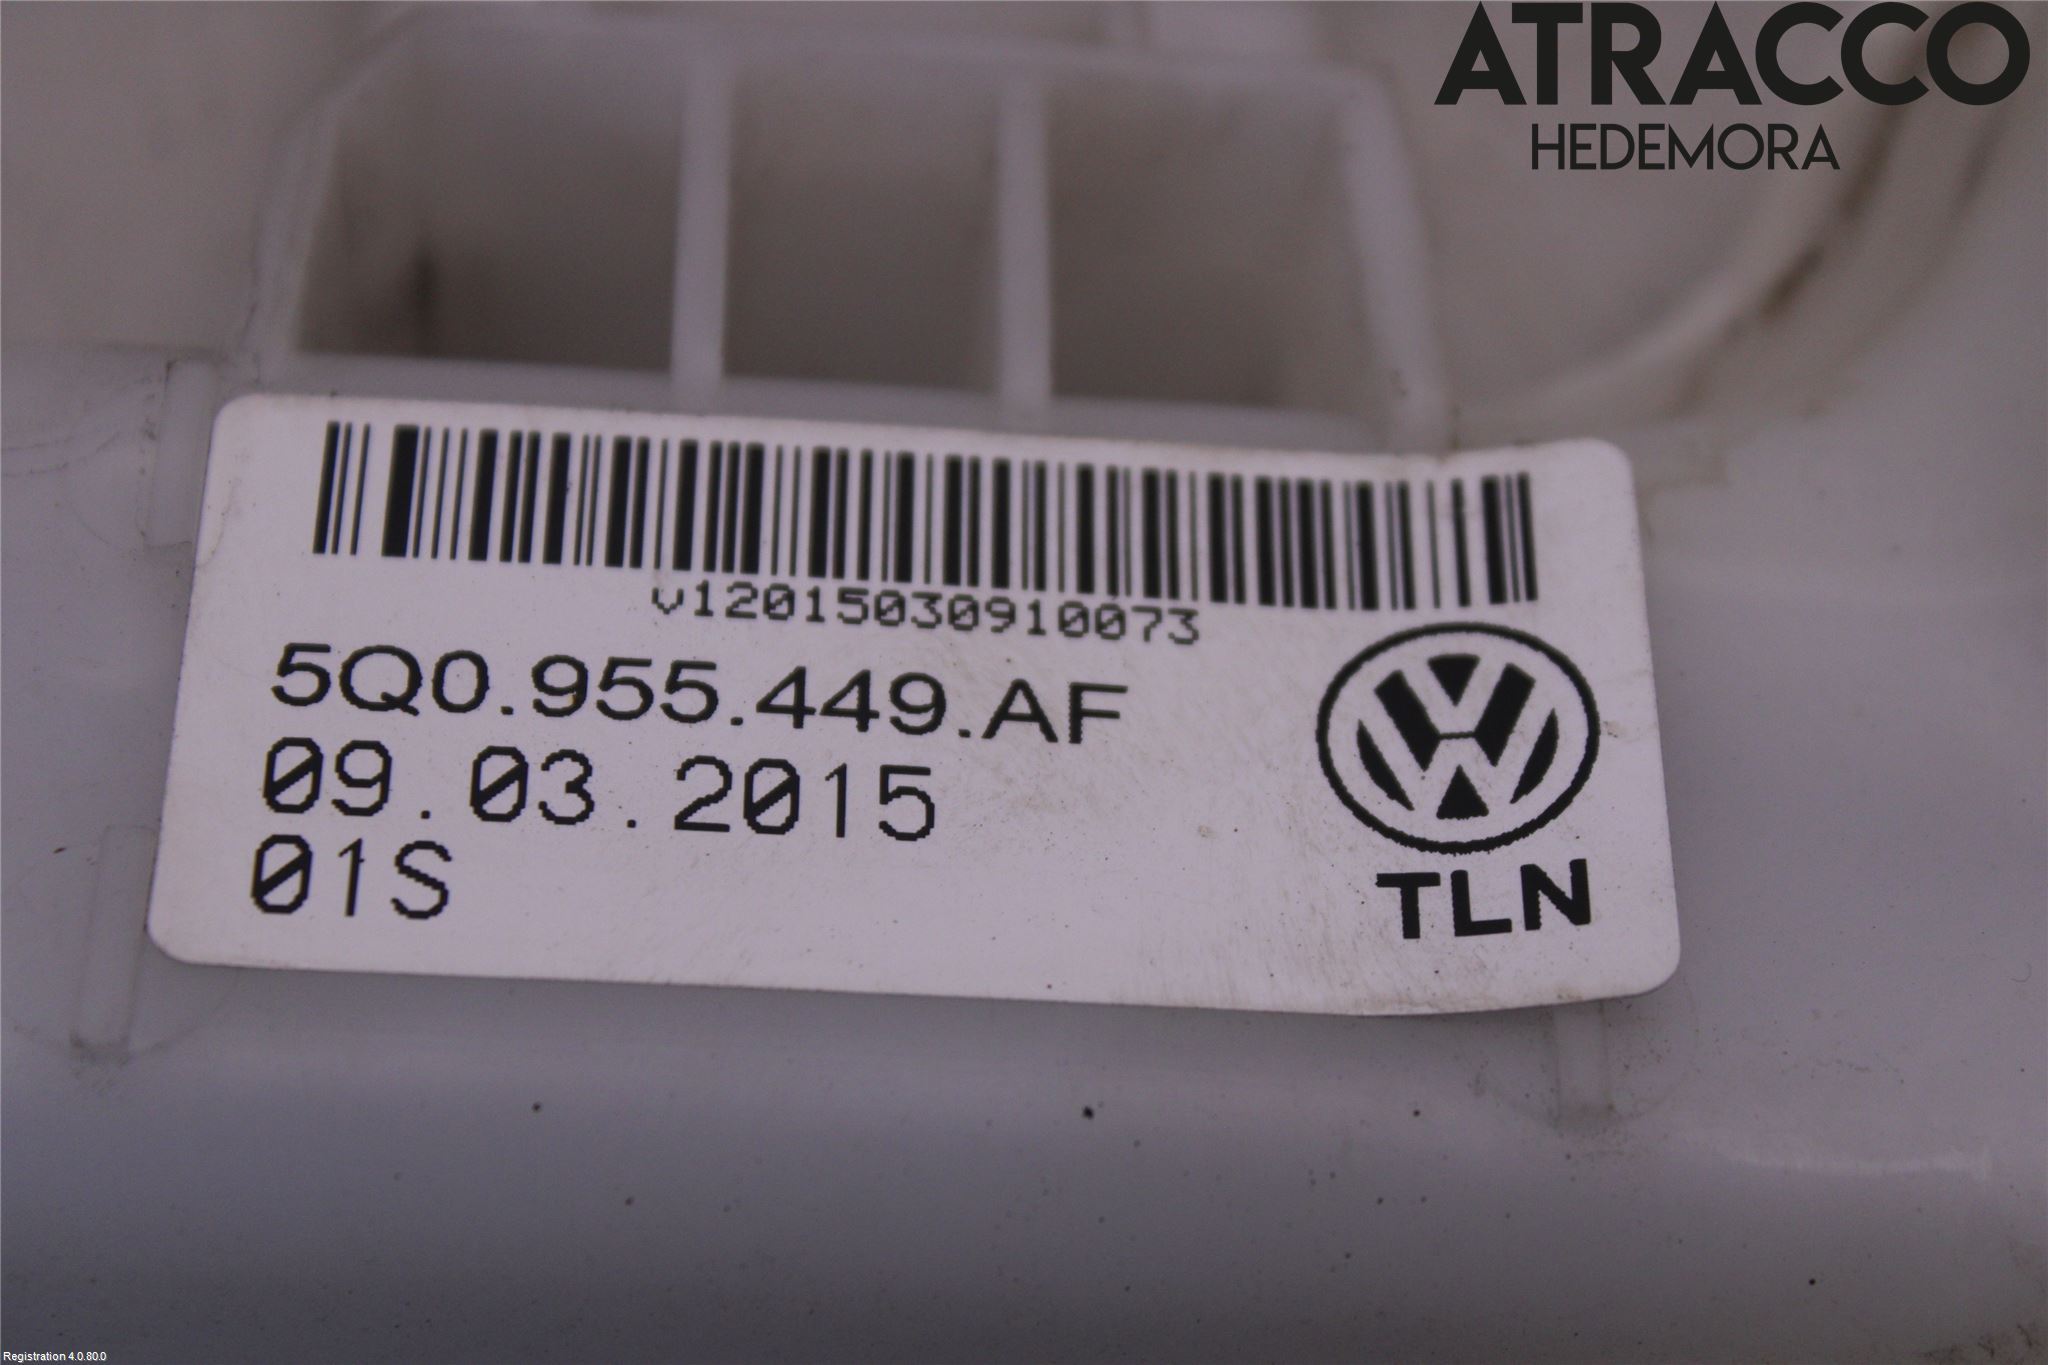 ATRACCO
HEDEMORA
v12015030910073
5Q0.955.449.AF
09.03.2015
01S
TLN
Registration 4.0.80.0